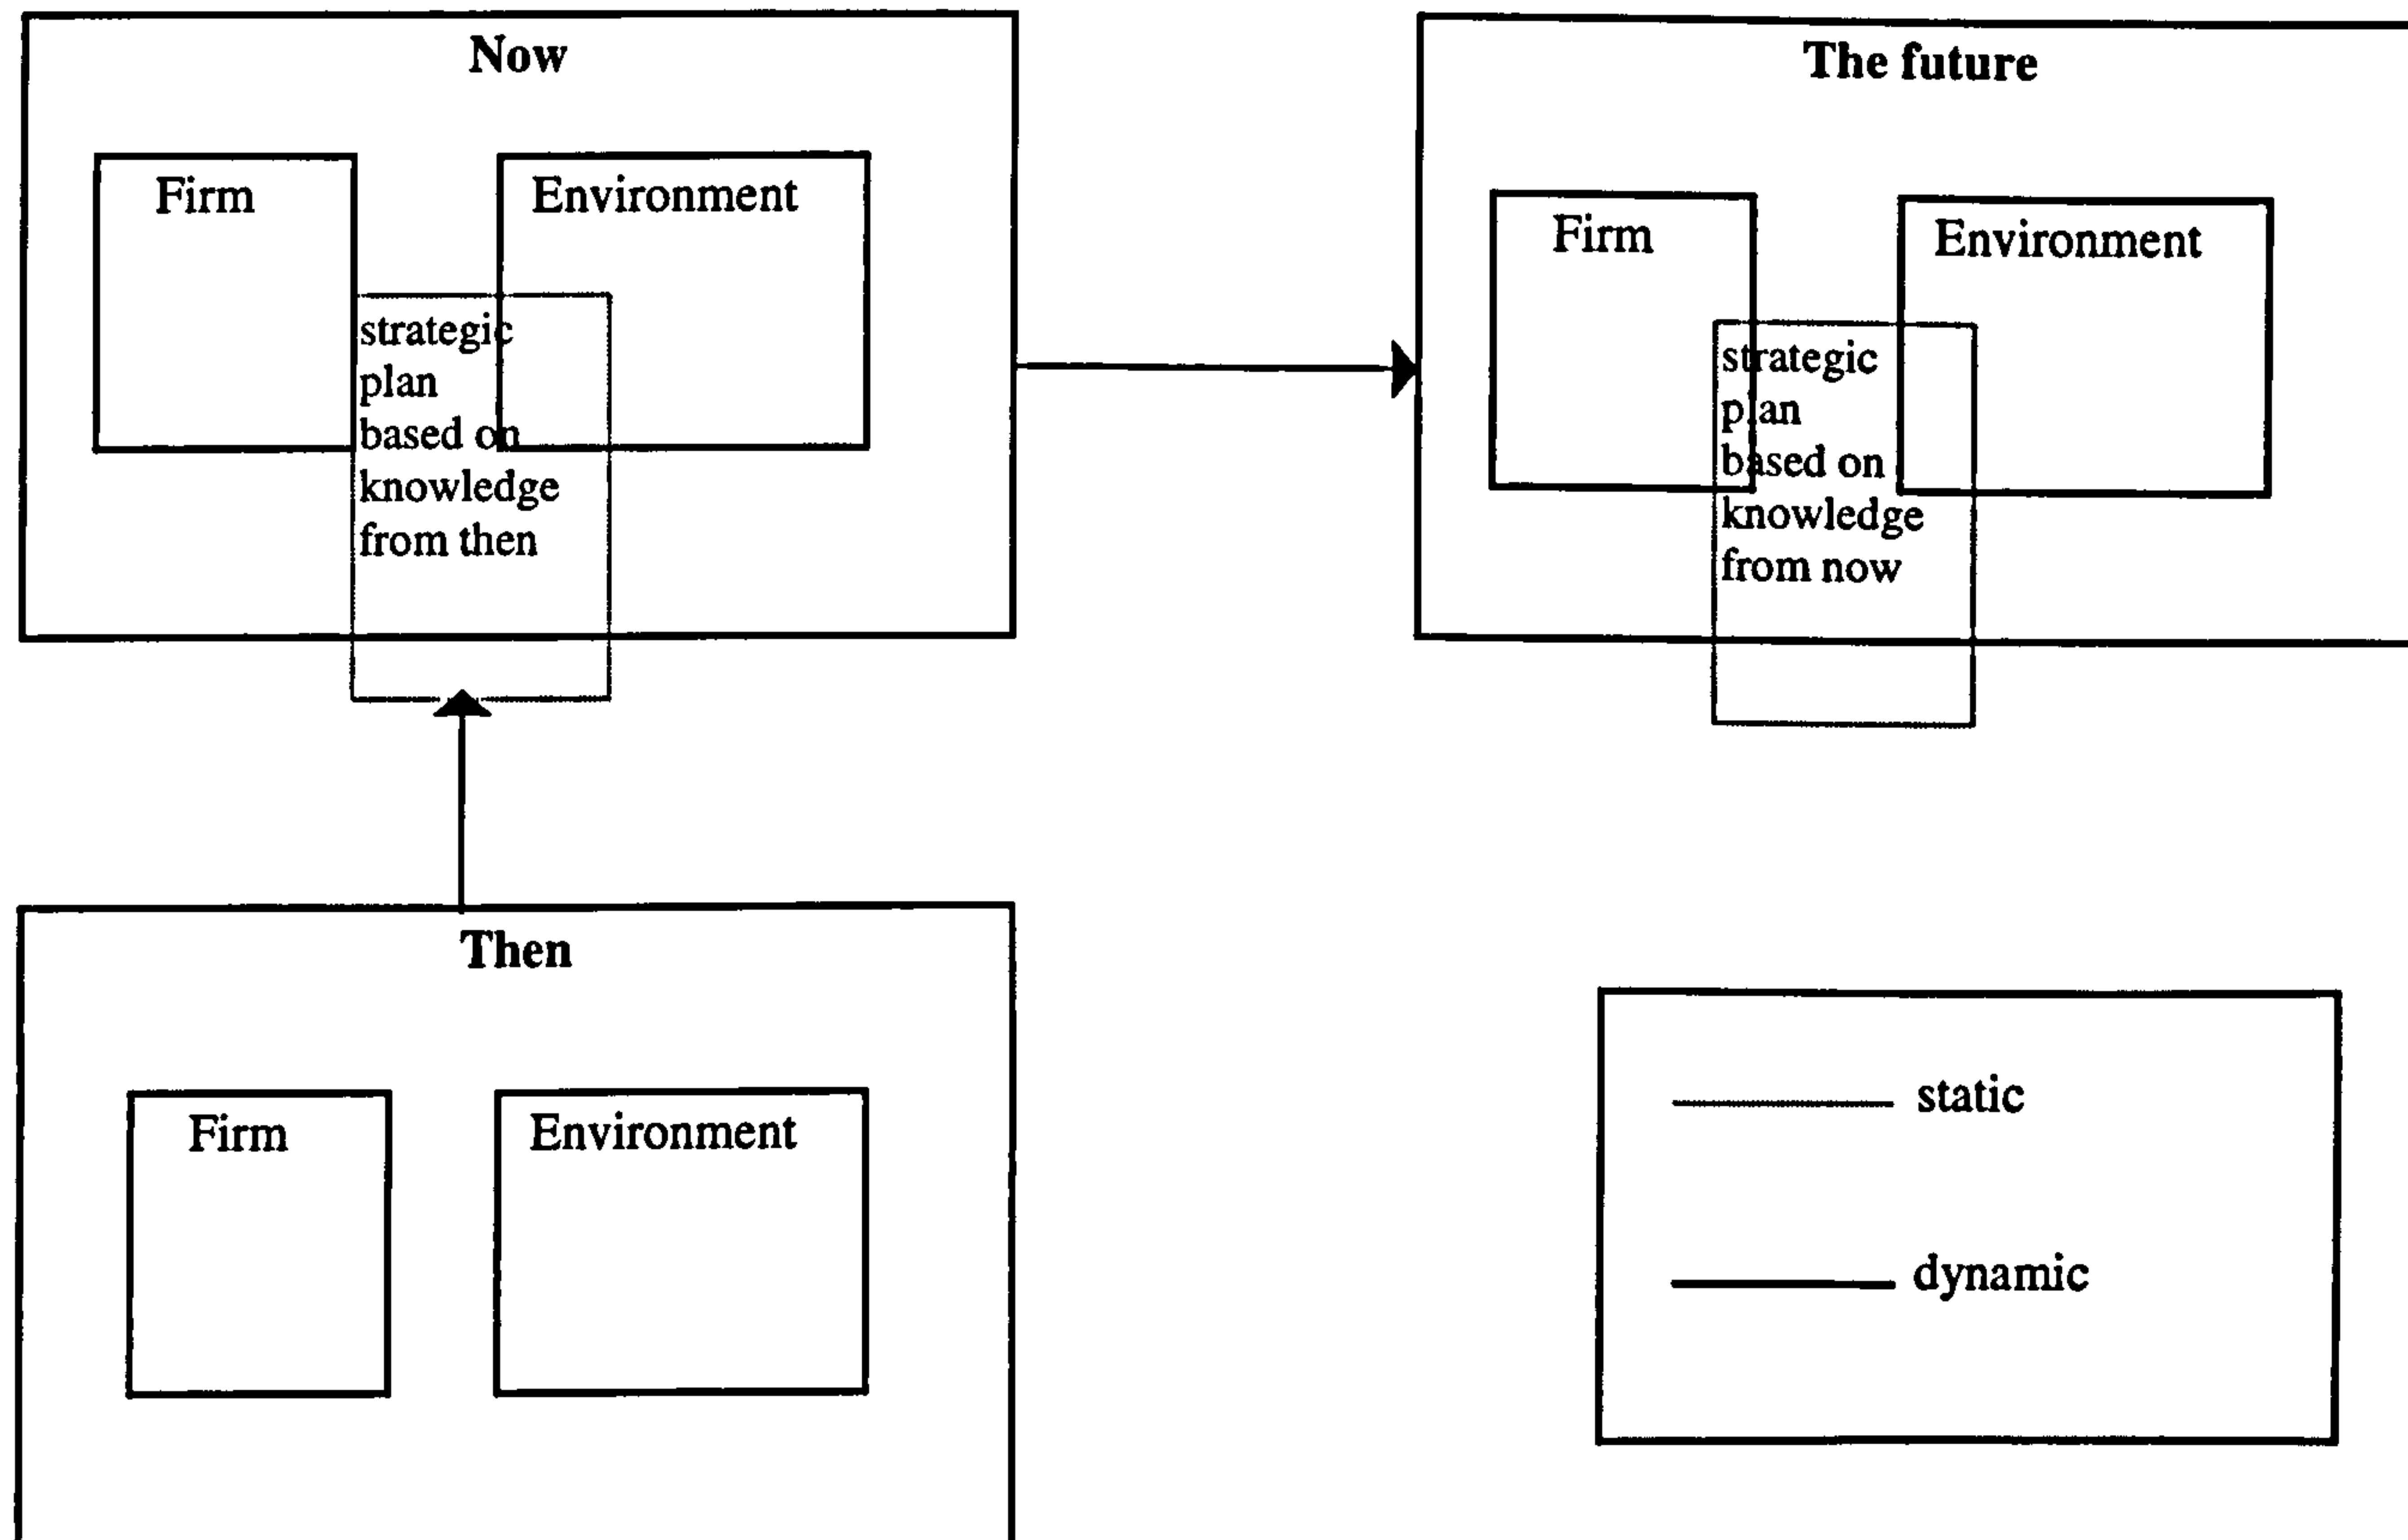 Now
Firm
Environment
strategic
plan
based on
knowledge
from then
The future
Firm
Environment
strategic
plan
based on
knowledge
from now
Then
Firm
Environment
static
dynamic